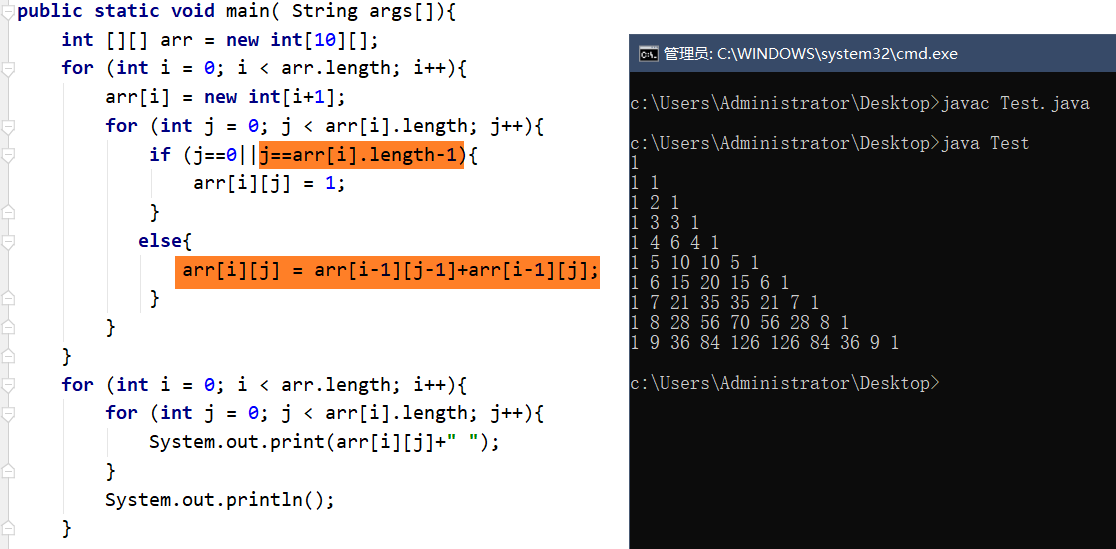 public static void main( String args[]){
int [][] arr = new int[10][];
for (int i = 0; i < arr.length; i++){
arr[i] = new int[i+1];
for (int j = 0; j < arr[i].length; j++){
if (j==0||j==arr[i].length-1){
arr[i][j] = 1;
}
else{
arr[i][j] = arr[i-1][j-1]+arr[i-1][j];
}
}
}
for (int i = 0; i < arr.length; i++){
for (int j = 0; j < arr[i].length; j++){
System.out.print(arr[i][j]+" ");
}
System.out.println();
}
管理员: C:\WINDOWS\system32\cmd.exe
c:\Users\Administrator\Desktop>javac Test.java
c:\Users\Administrator\Desktop>java Test
1
1 1
1 2 1
1 3 3 1
1 4 6 4 1
1 5 10 10 5 1
1 6 15 20 15 6 1
1 7 21 35 35 21 7 1
1 8 28 56 70 56 28 8 1
1 9 36 84 126 126 84 36 9 1
c:\Users\Administrator\Desktop>